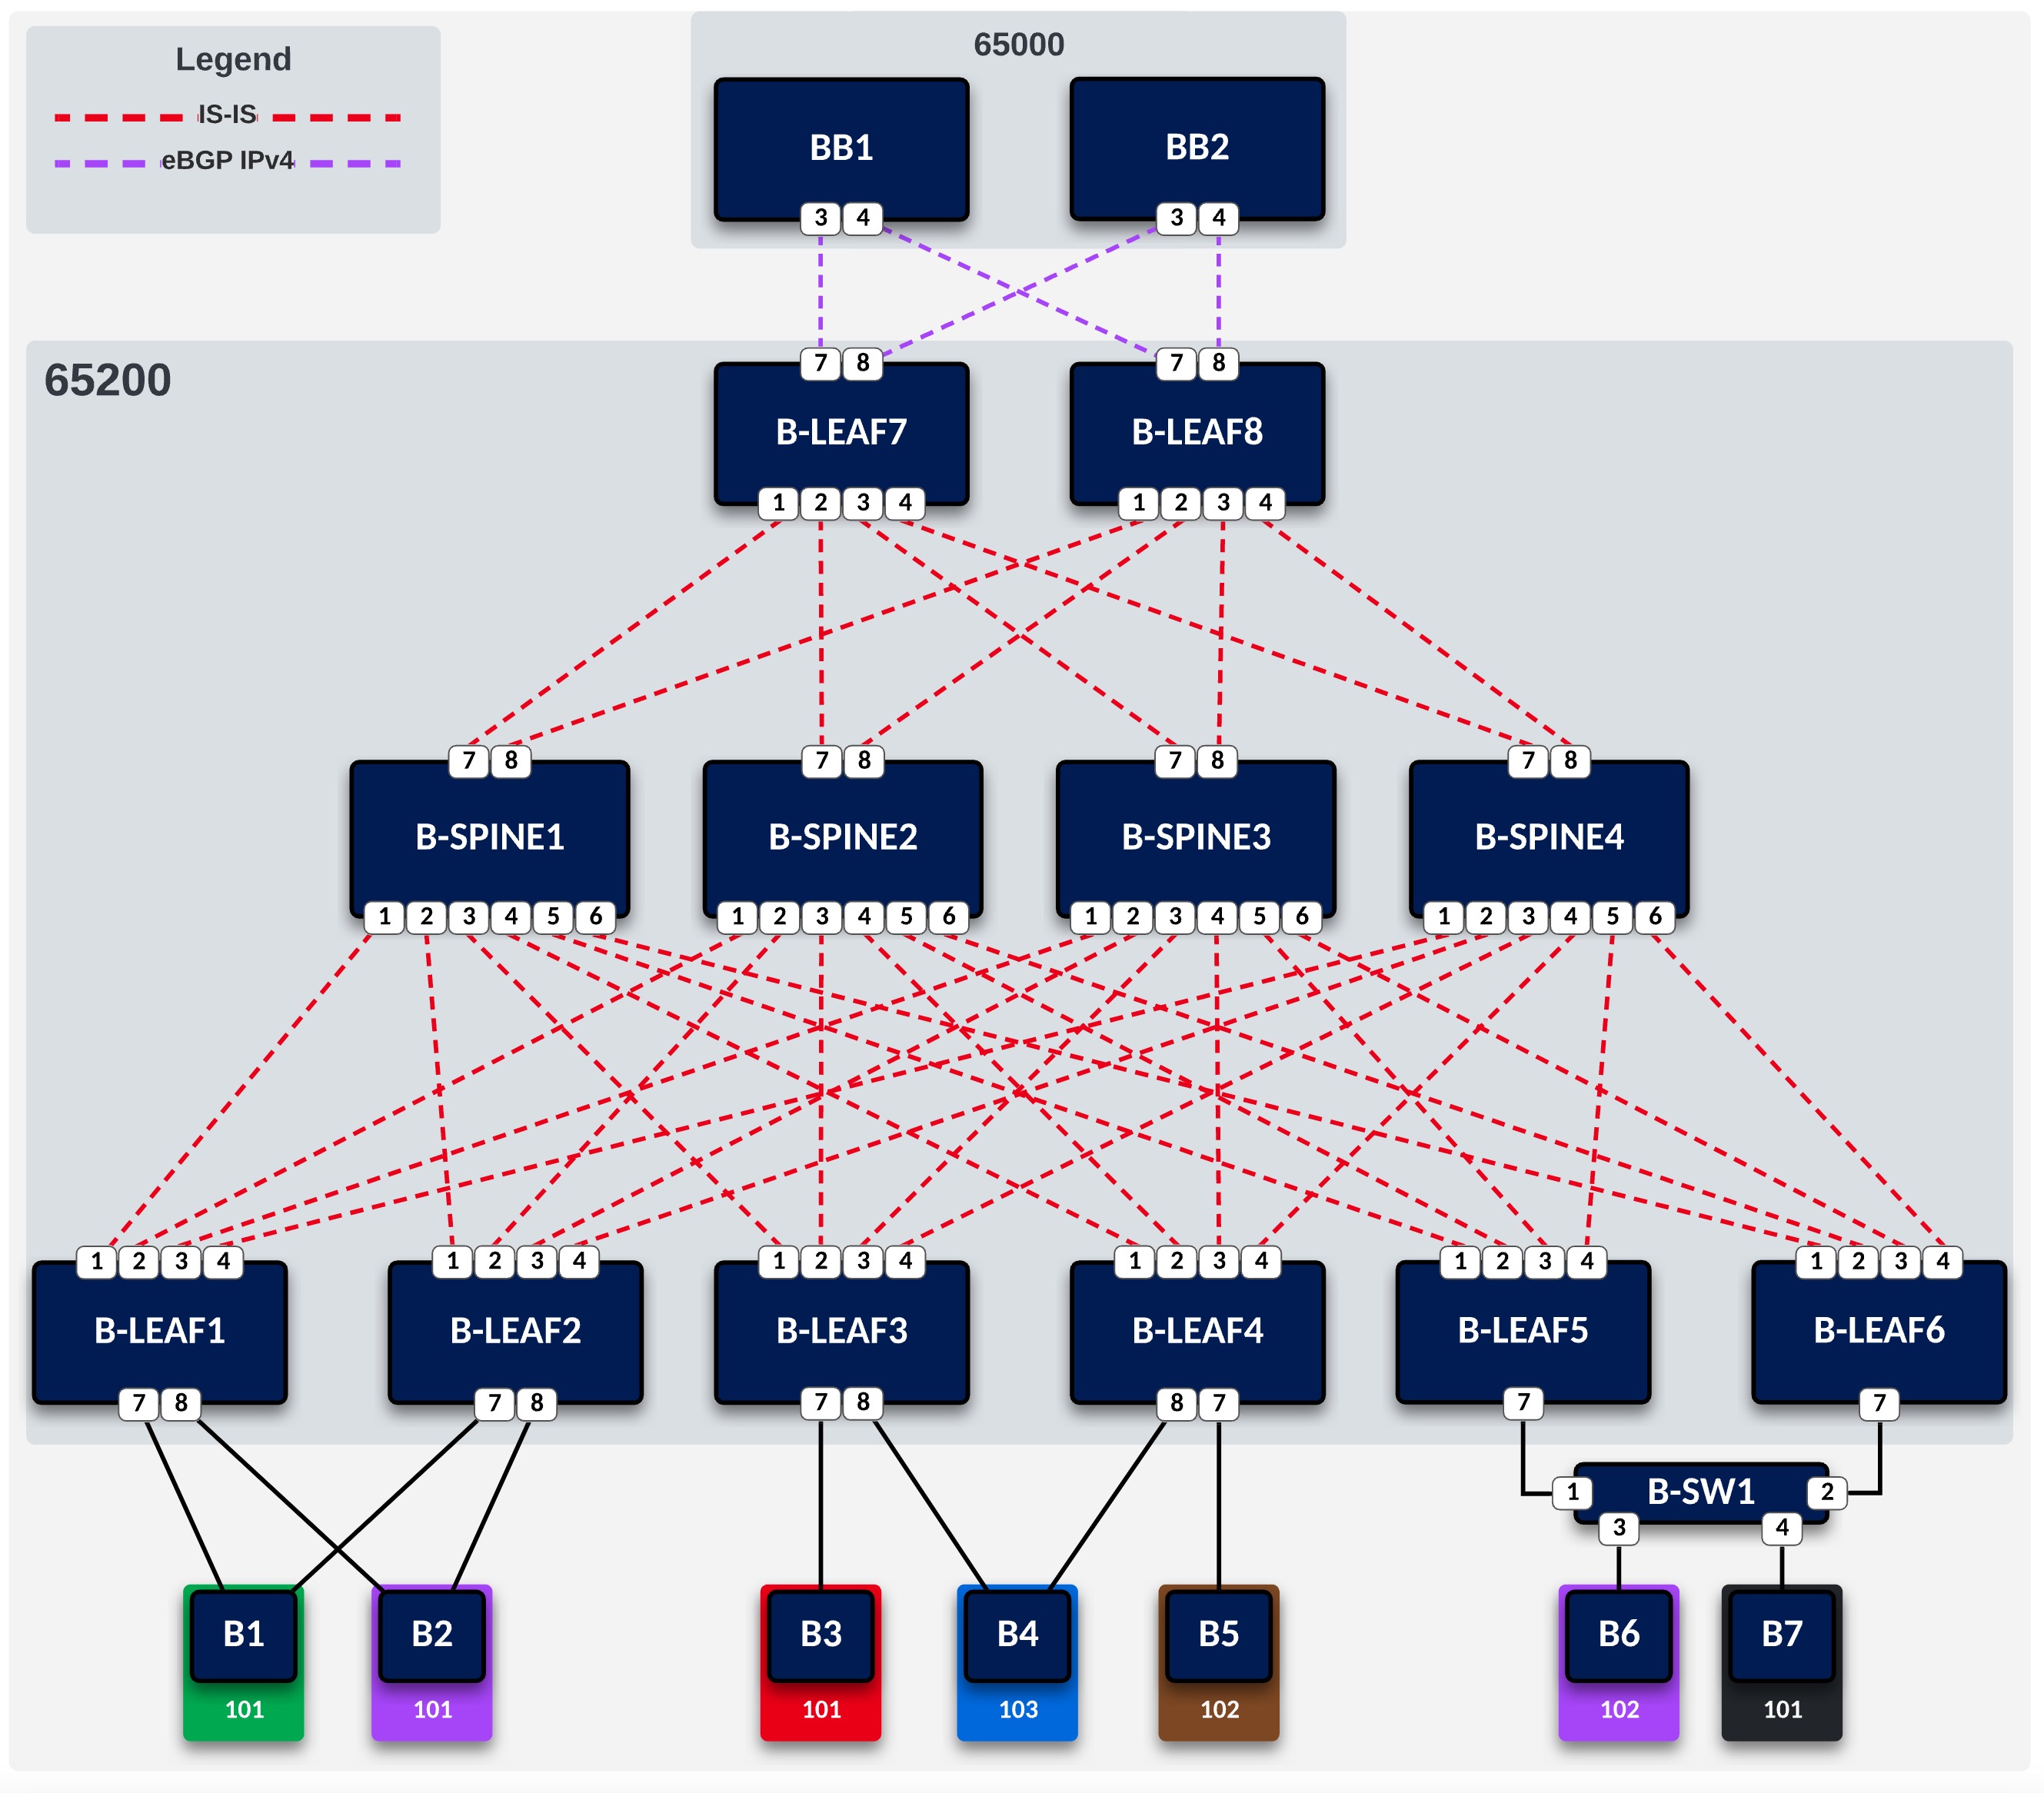 Legend
IS-IS
eBGP IPv4
65000
BB1
BB2
3 4
3 4
65200
7 8
7 8
B-LEAF7
B-LEAF8
1 2 3 4
1 2 3 4
7 8
7 8
7 8
7 8
B-SPINE1
B-SPINE2
B-SPINE3
B-SPINE4
1 2 3 4 5 6
1 2 3 4 5 6
1 2 3 4 5 6
1 2 3 4 5 6
1 2 3 4
1 2 3 4
1 2 3 4
1 2 3 4
1 2 3 4
1 2 3 4
B-LEAF1
B-LEAF2
B-LEAF3
B-LEAF4
B-LEAF5
B-LEAF6
7 8
7 8
7 8
8 7
7
7
1
B-SW1
2
3
4
B1
B2
B3
B4
B5
B6
B7
101
101
101
103
102
102
101